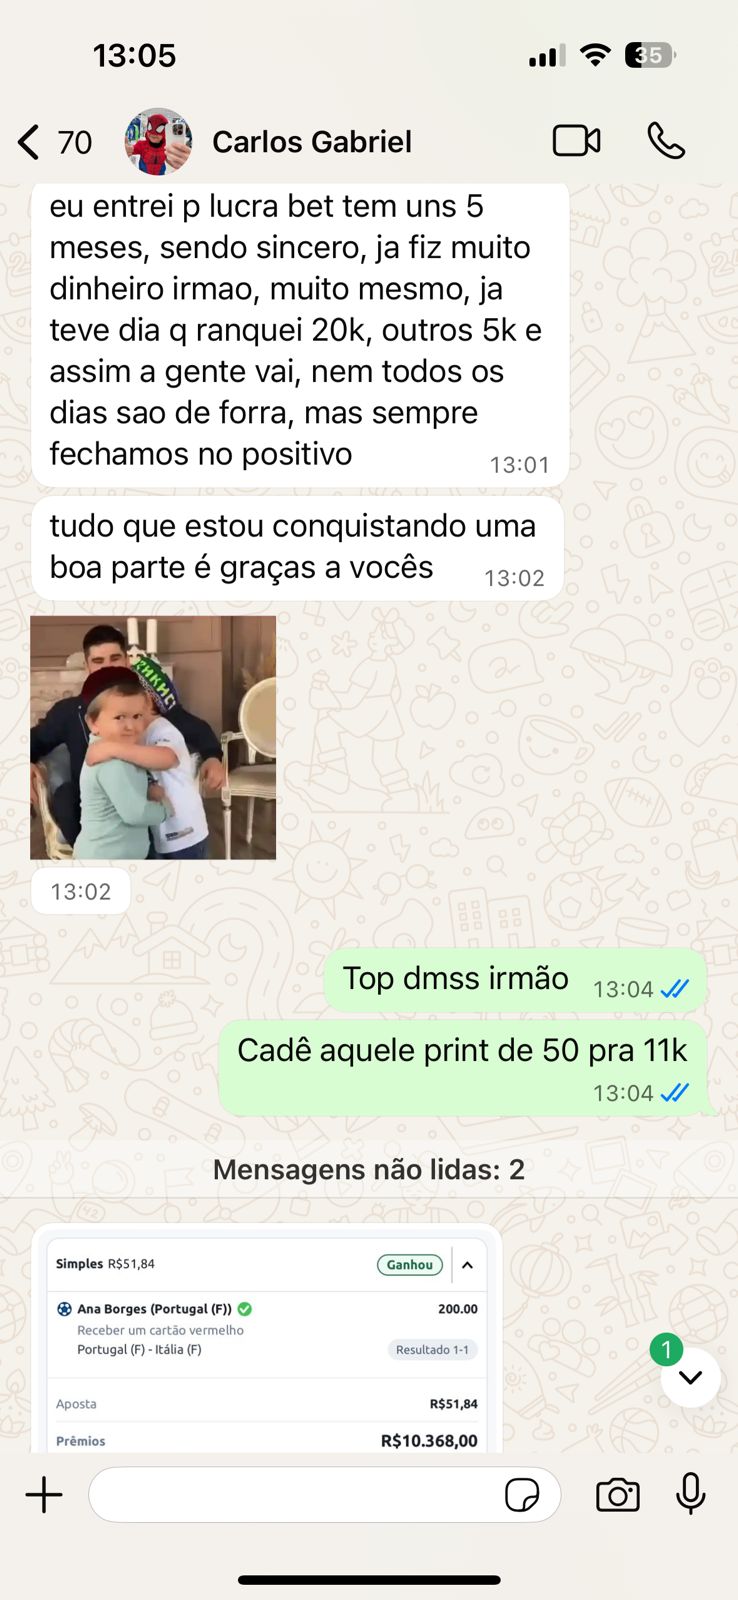 13:05
35
70
Carlos Gabriel
eu entrei p lucra bet tem uns 5
meses, sendo sincero, ja fiz muito
dinheiro irmao, muito mesmo, ja
teve dia q ranquei 20k, outros 5k e
assim a gente vai, nem todos os
dias sao de forra, mas sempre
fechamos no positivo
13:01
tudo que estou conquistando uma
boa parte é graças a vocês
13:02
13:02
Top dmss irmão
13:04
Cadê aquele print de 50 pra 11k
13:04
Mensagens não lidas: 2
Simples R$51,84
Ganhou
Ana Borges (Portugal (F))
200.00
Receber um cartão vermelho
Portugal (F) - Itália (F)
Resultado 1-1
1
Aposta
R$51,84
Prêmios
R$10.368,00